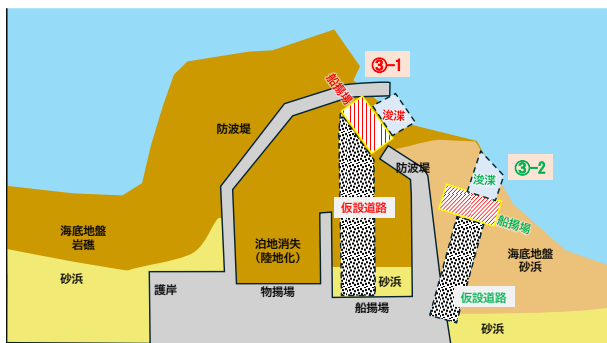 ③-1
船揚場
浚渫
防波堤
防波堤
③-2
浚渫
仮設道路
船揚場
海底地盤
岩礁
泊地消失
(陸地化)
海底地盤
砂浜
砂浜
砂浜
護岸
物揚場
船揚場
仮設道路
砂浜